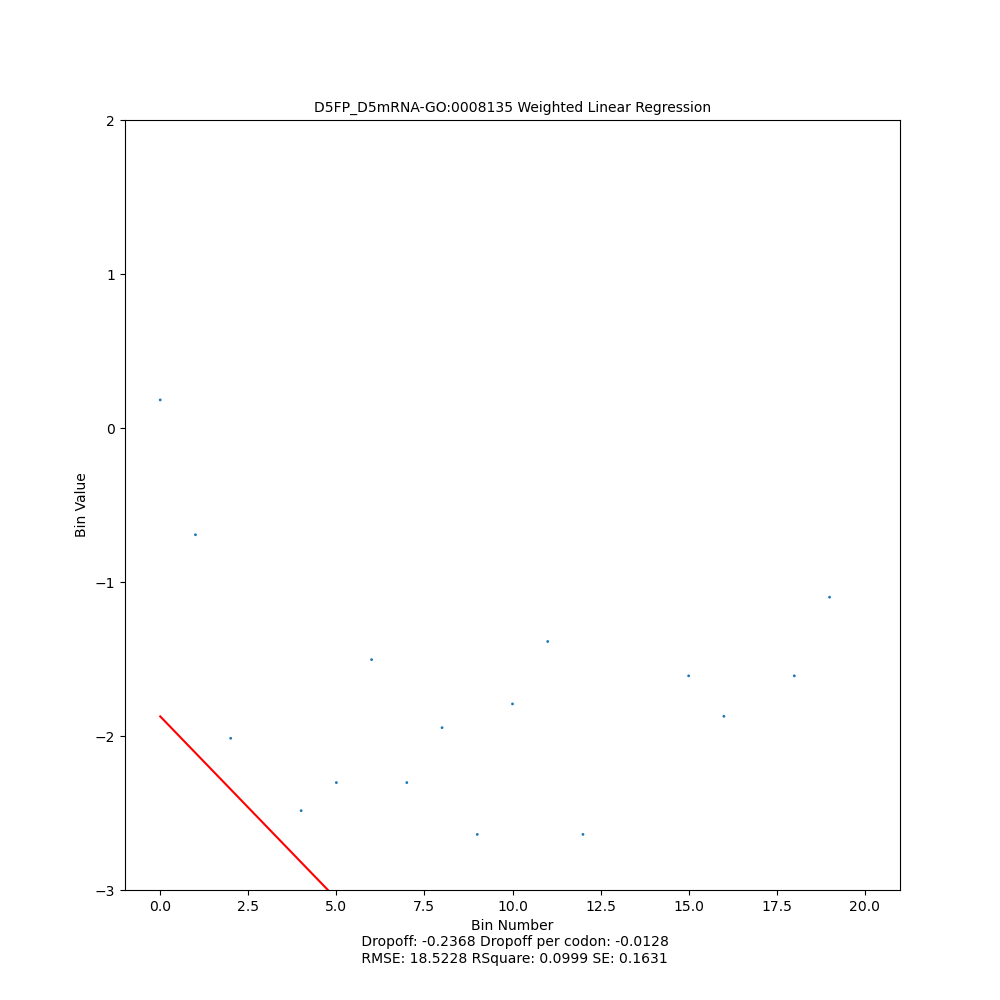 D5FP_D5mRNA-GO:0008135 Weighted Linear Regression
2
1
0
−1
−2
−3
Bin Value
0.0 2.5 5.0 7.5 10.0 12.5 15.0 17.5 20.0
Bin Number
Dropoff: -0.2368 Dropoff per codon: -0.0128
RMSE: 18.5228 RSquare: 0.0999 SE: 0.1631